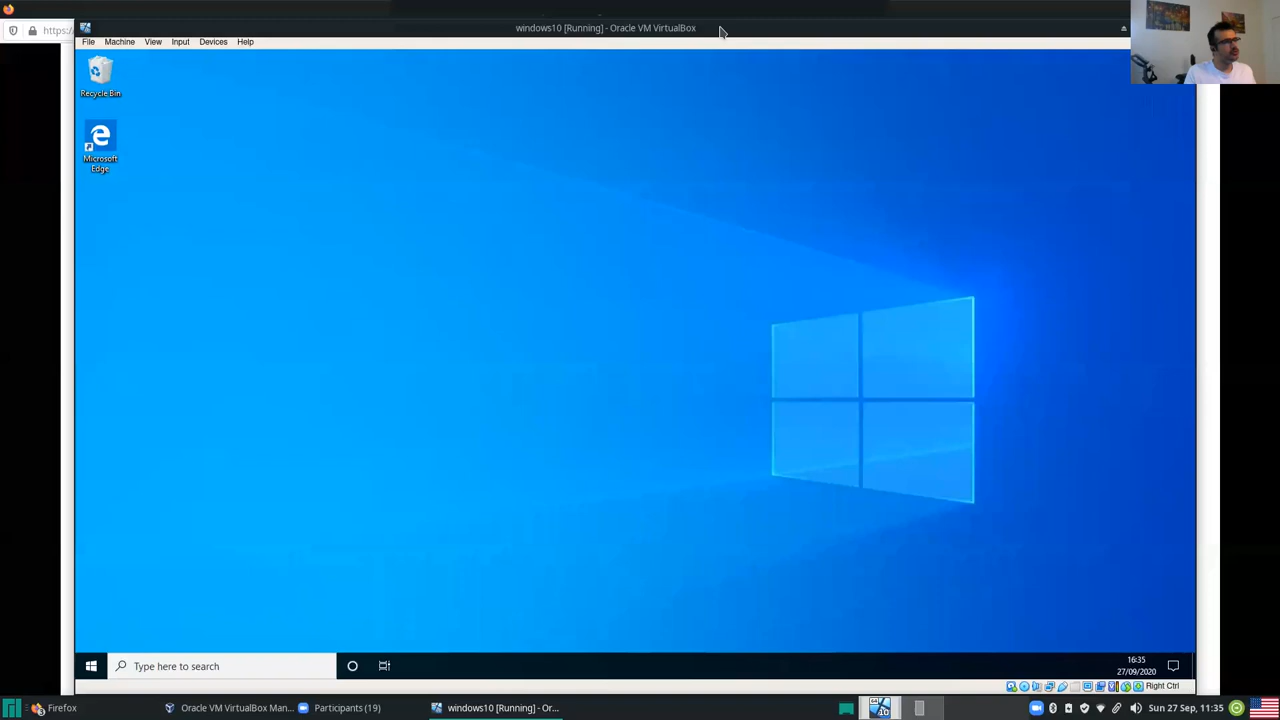 https:/
windows10 [Running] - Oracle VM VirtualBox
File Machine View Input Devices Help
Recycle Bin
Microsoft
Edge
Type here to search
16:35
27/09/2020
Right Ctrl
Firefox
Oracle VM VirtualBox Man...
Participants (19)
windows10 [Running] - Or...
64
10
Sun 27 Sep, 11:35